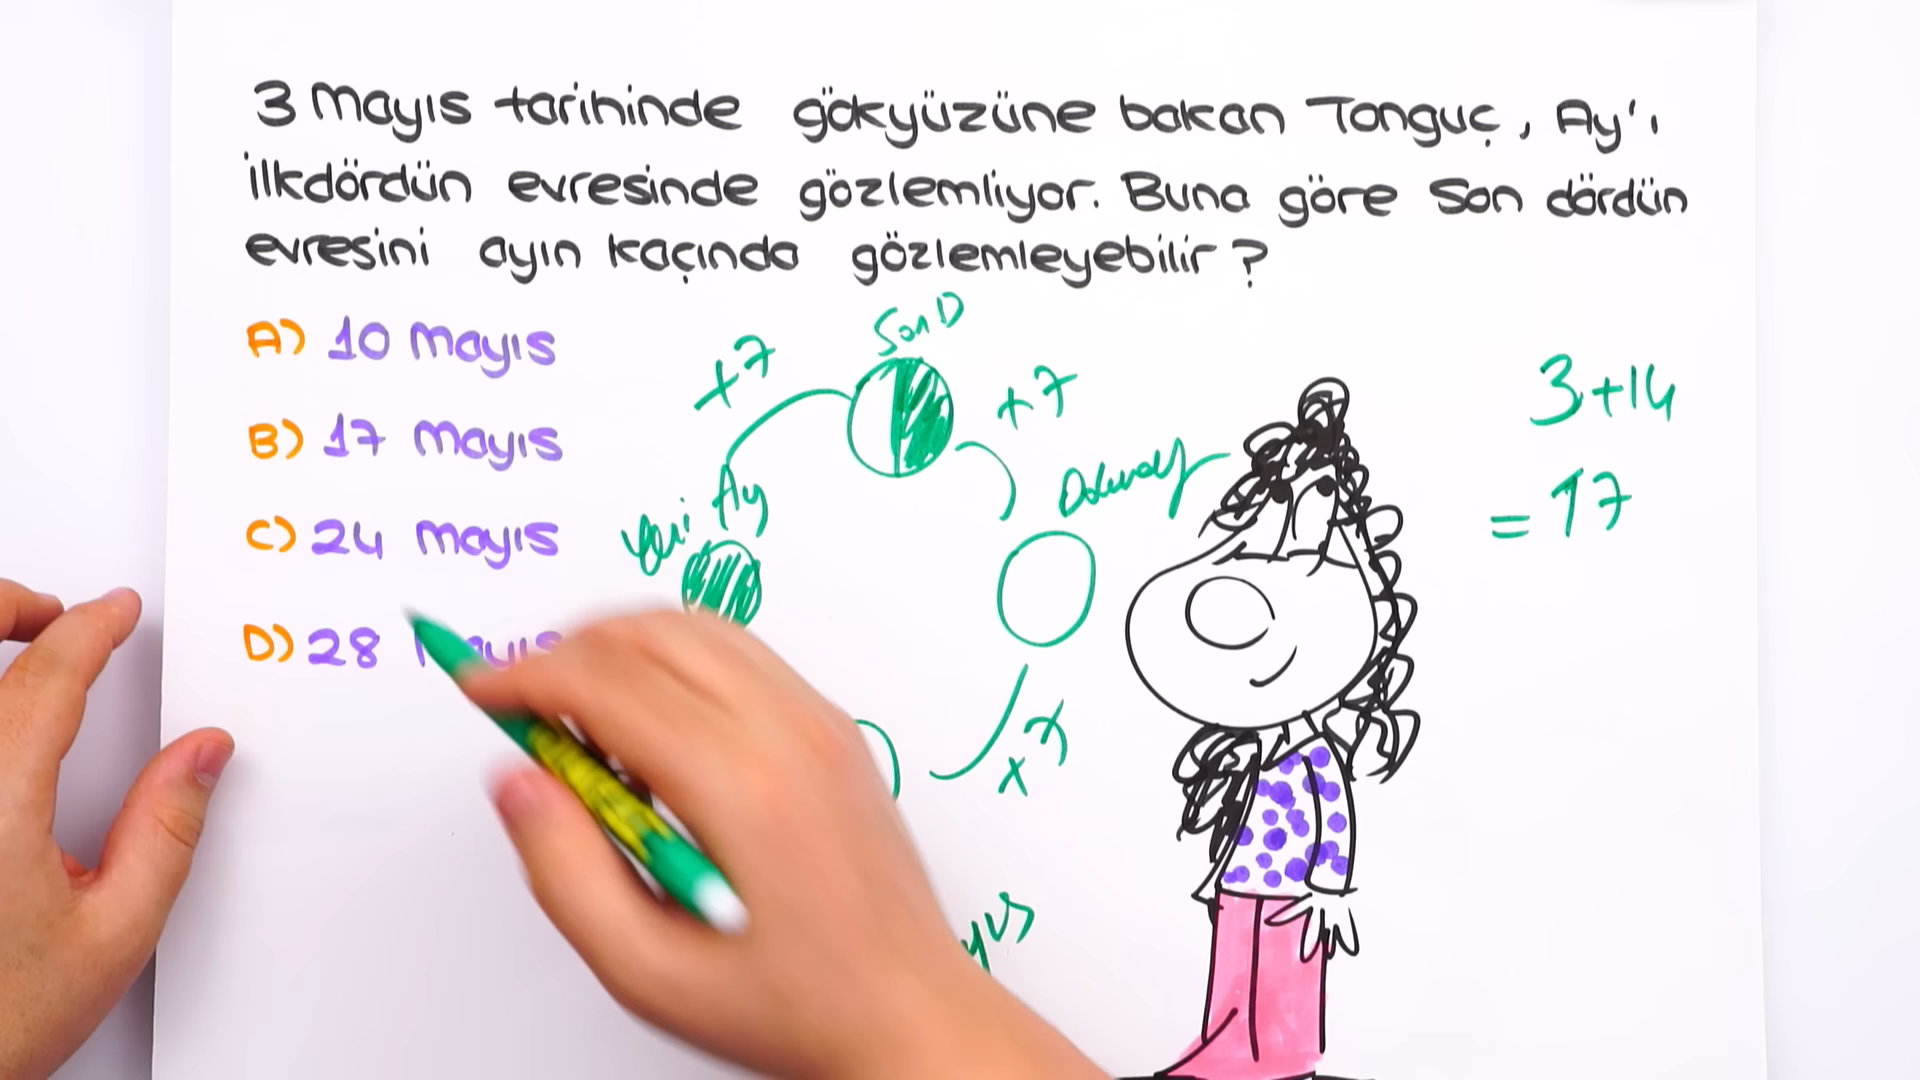 3 Mayıs tarihinde gökyüzüne bakan Tonguç, Ay'ı
ilkdördün evresinde gözlemliyor. Buna göre Son dördün
evresini ayın kaçında gözlemleyebilir?
A) 10 Mayıs
B) 17 Mayıs
C) 24 Mayıs
D) 28
Son D
+7
+7
Yeni Ay
Dolunay
x7
3+14
= 17